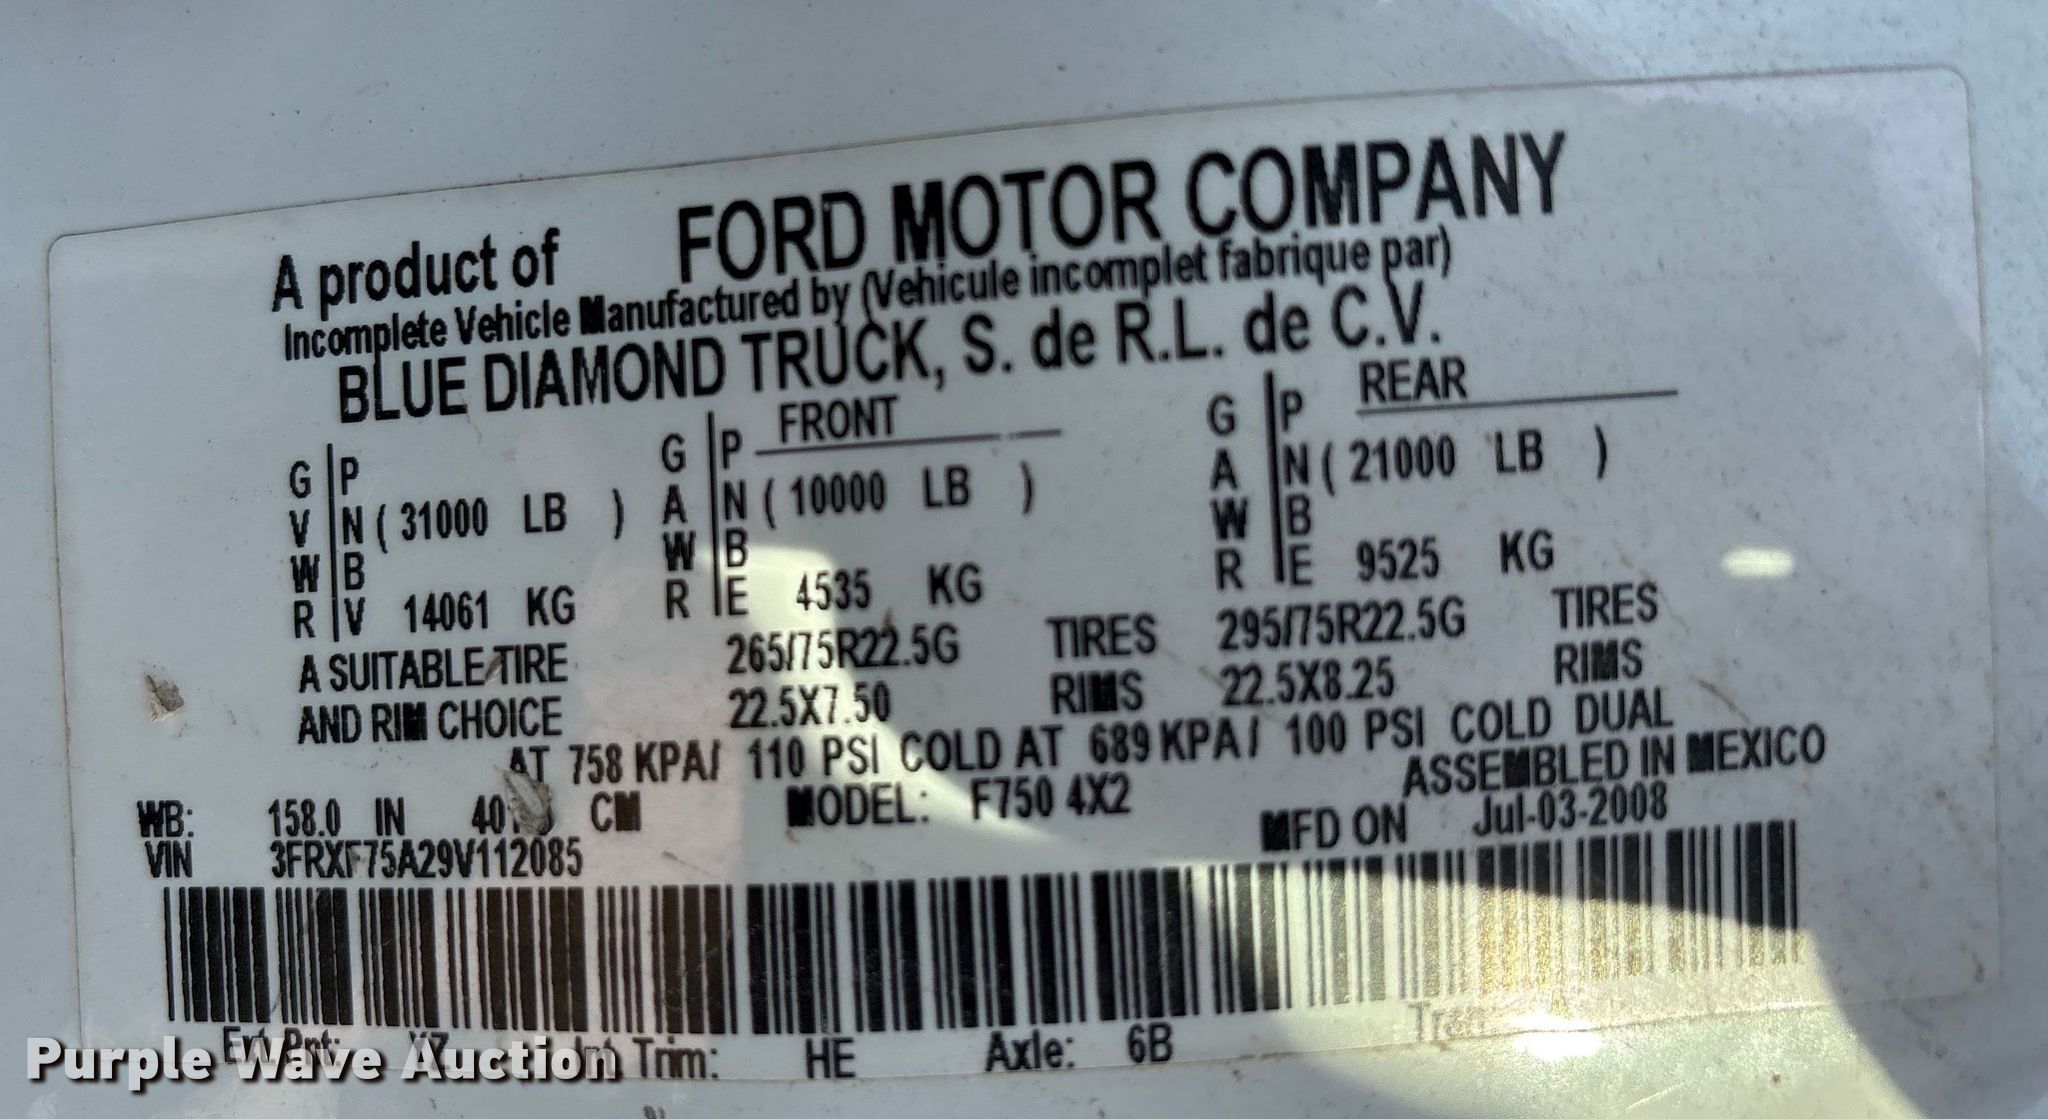 A product of FORD MOTOR COMPANY
Incomplete Vehicle Manufactured by (Vehicule incomplet fabrique par)
BLUE DIAMOND TRUCK, S. de R.L. de C.V.
G P G P FRONT G P REAR
V N ( 31000 LB ) A N ( 10000 LB ) A N ( 21000 LB )
W B W B W B
R V 14061 KG R E 4535 KG R E 9525 KG
A SUITABLE TIRE 265/75R22.5G TIRES 295/75R22.5G TIRES
AND RIM CHOICE 22.5X7.50 RIMS 22.5X8.25 RIMS
AT 758 KPA/ 110 PSI COLD AT 689 KPA/ 100 PSI COLD DUAL
ASSEMBLED IN MEXICO
WB: 158.0 IN CM MODEL: F750 4X2 MFD ON Jul-03-2008
VIN 3FRXF75A29V112085
Ext Pnt: Int Trim: HE Axle: 6B
Purple Wave Auction